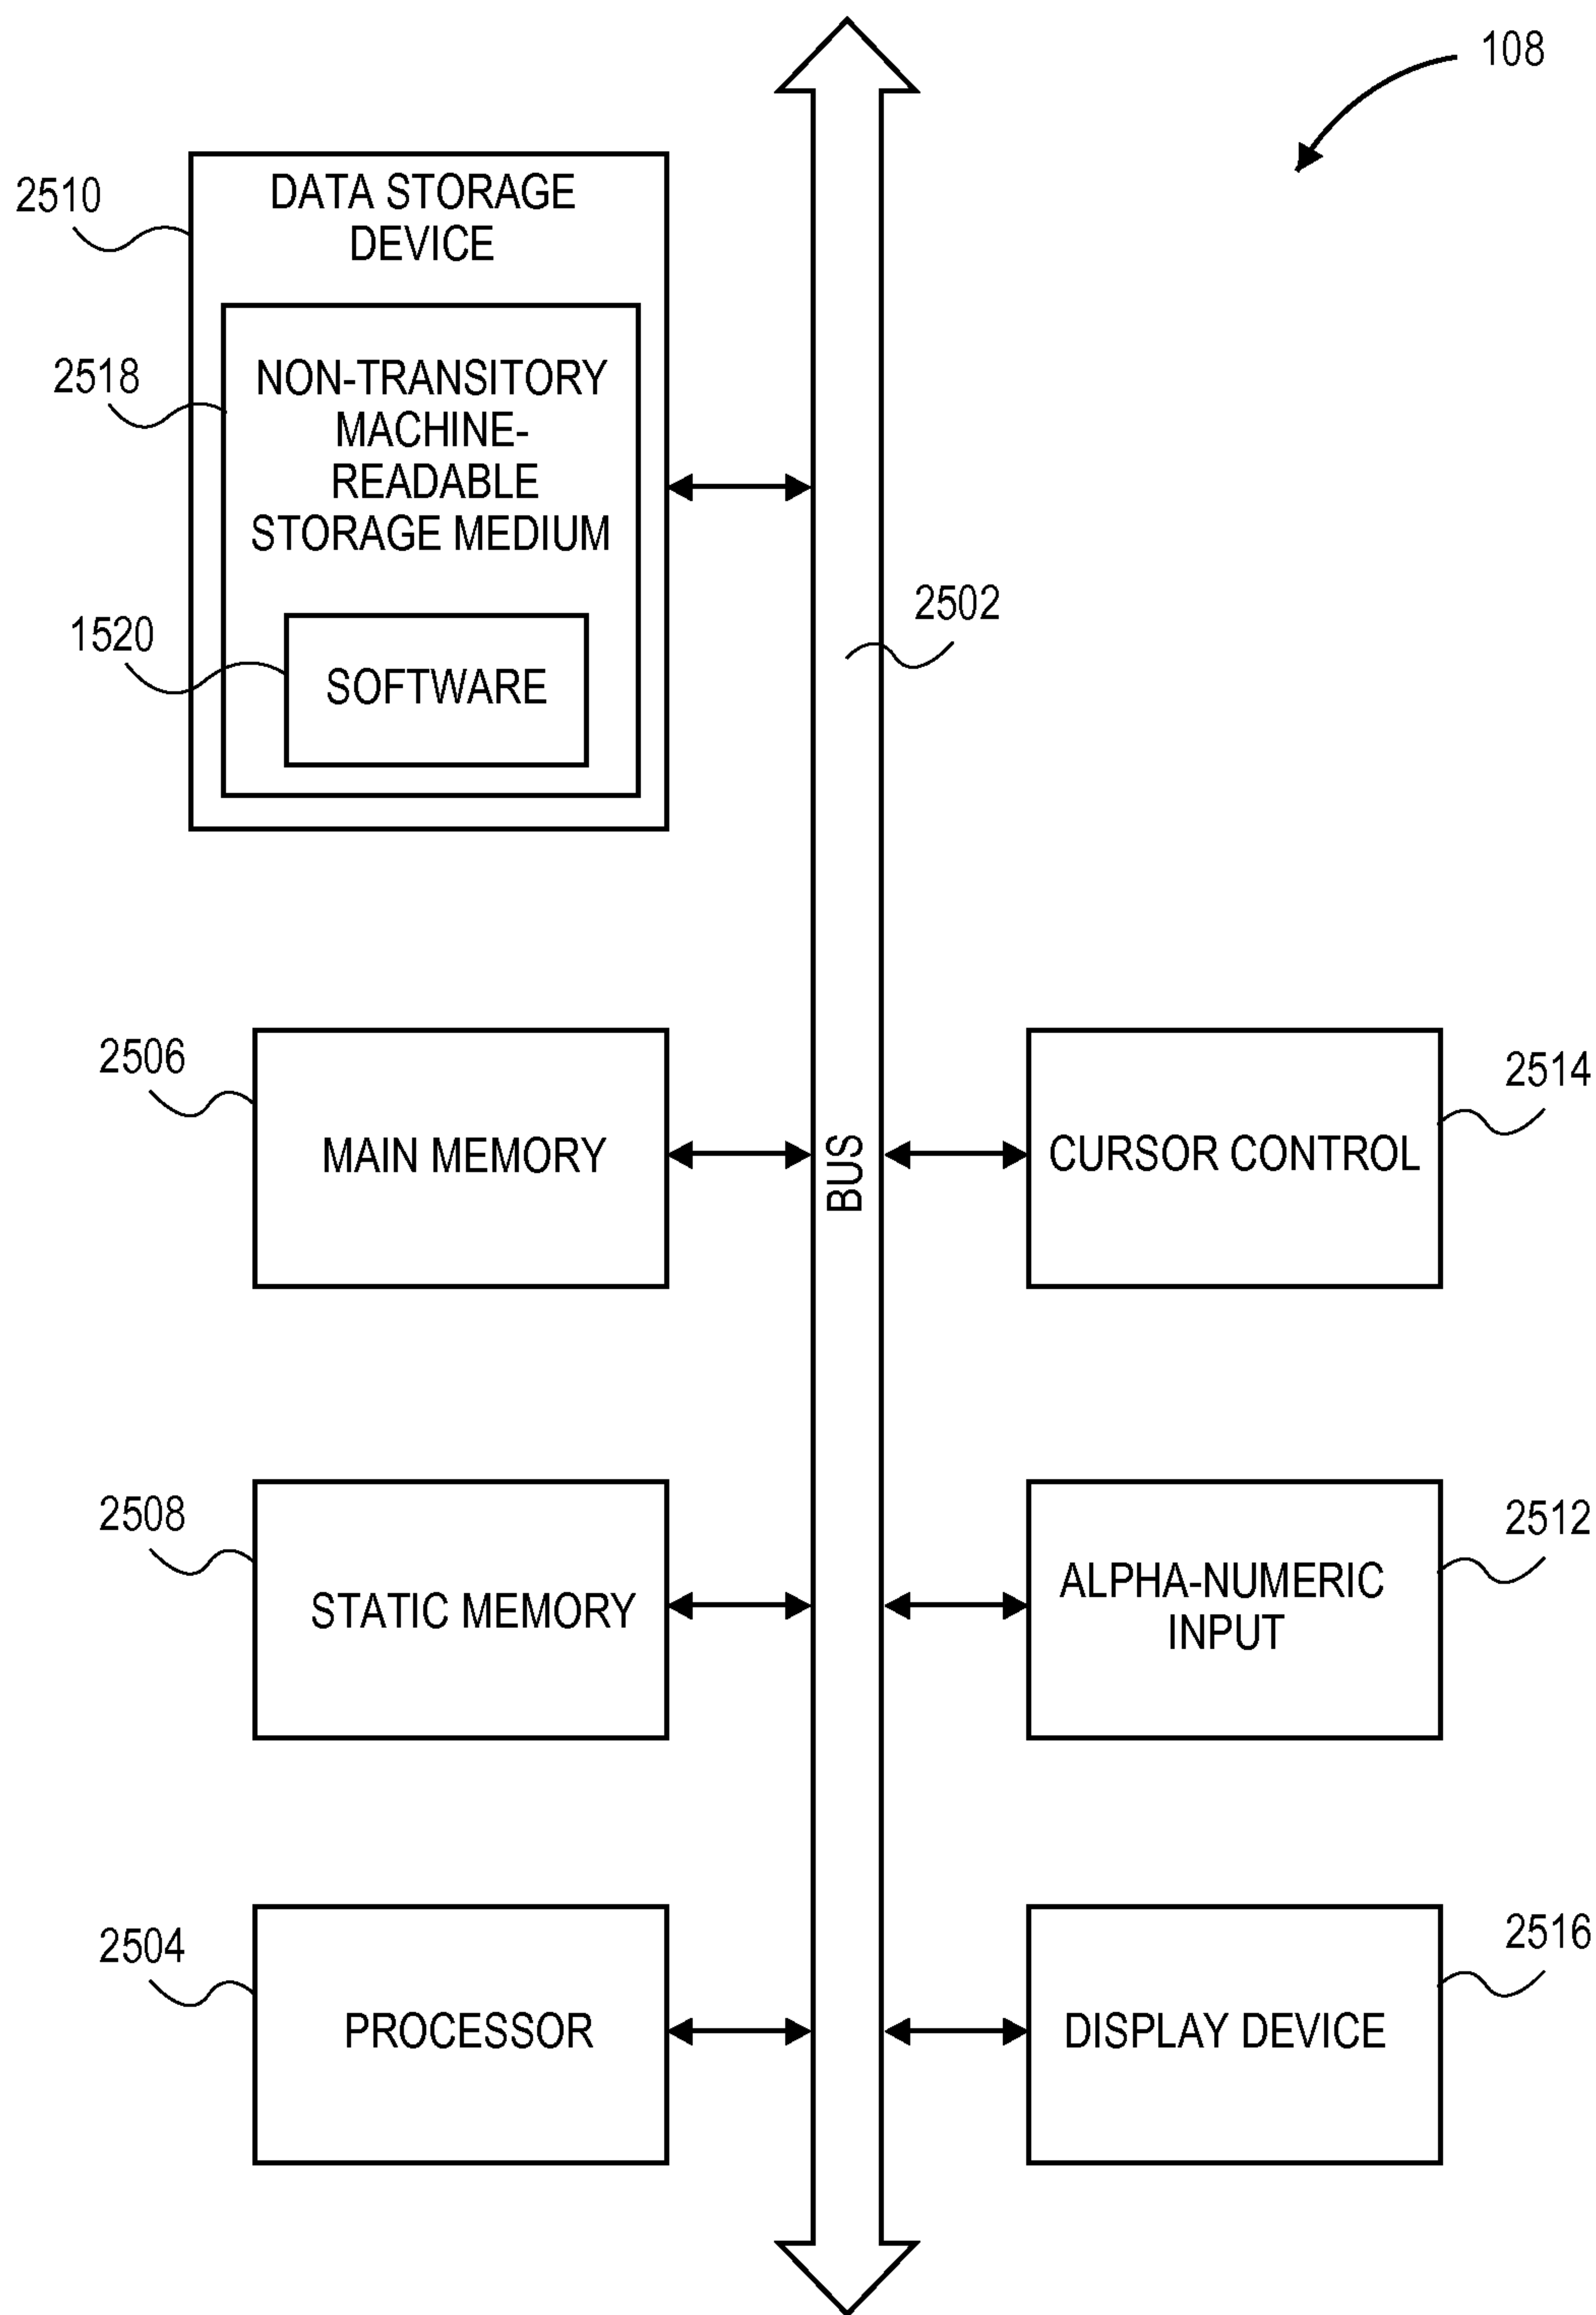 108
2510
DATA STORAGE
DEVICE
2518
NON-TRANSITORY
MACHINE-
READABLE
STORAGE MEDIUM
2502
1520
SOFTWARE
2506
MAIN MEMORY
BUS
2514
CURSOR CONTROL
2508
STATIC MEMORY
2512
ALPHA-NUMERIC
INPUT
2504
PROCESSOR
2516
DISPLAY DEVICE